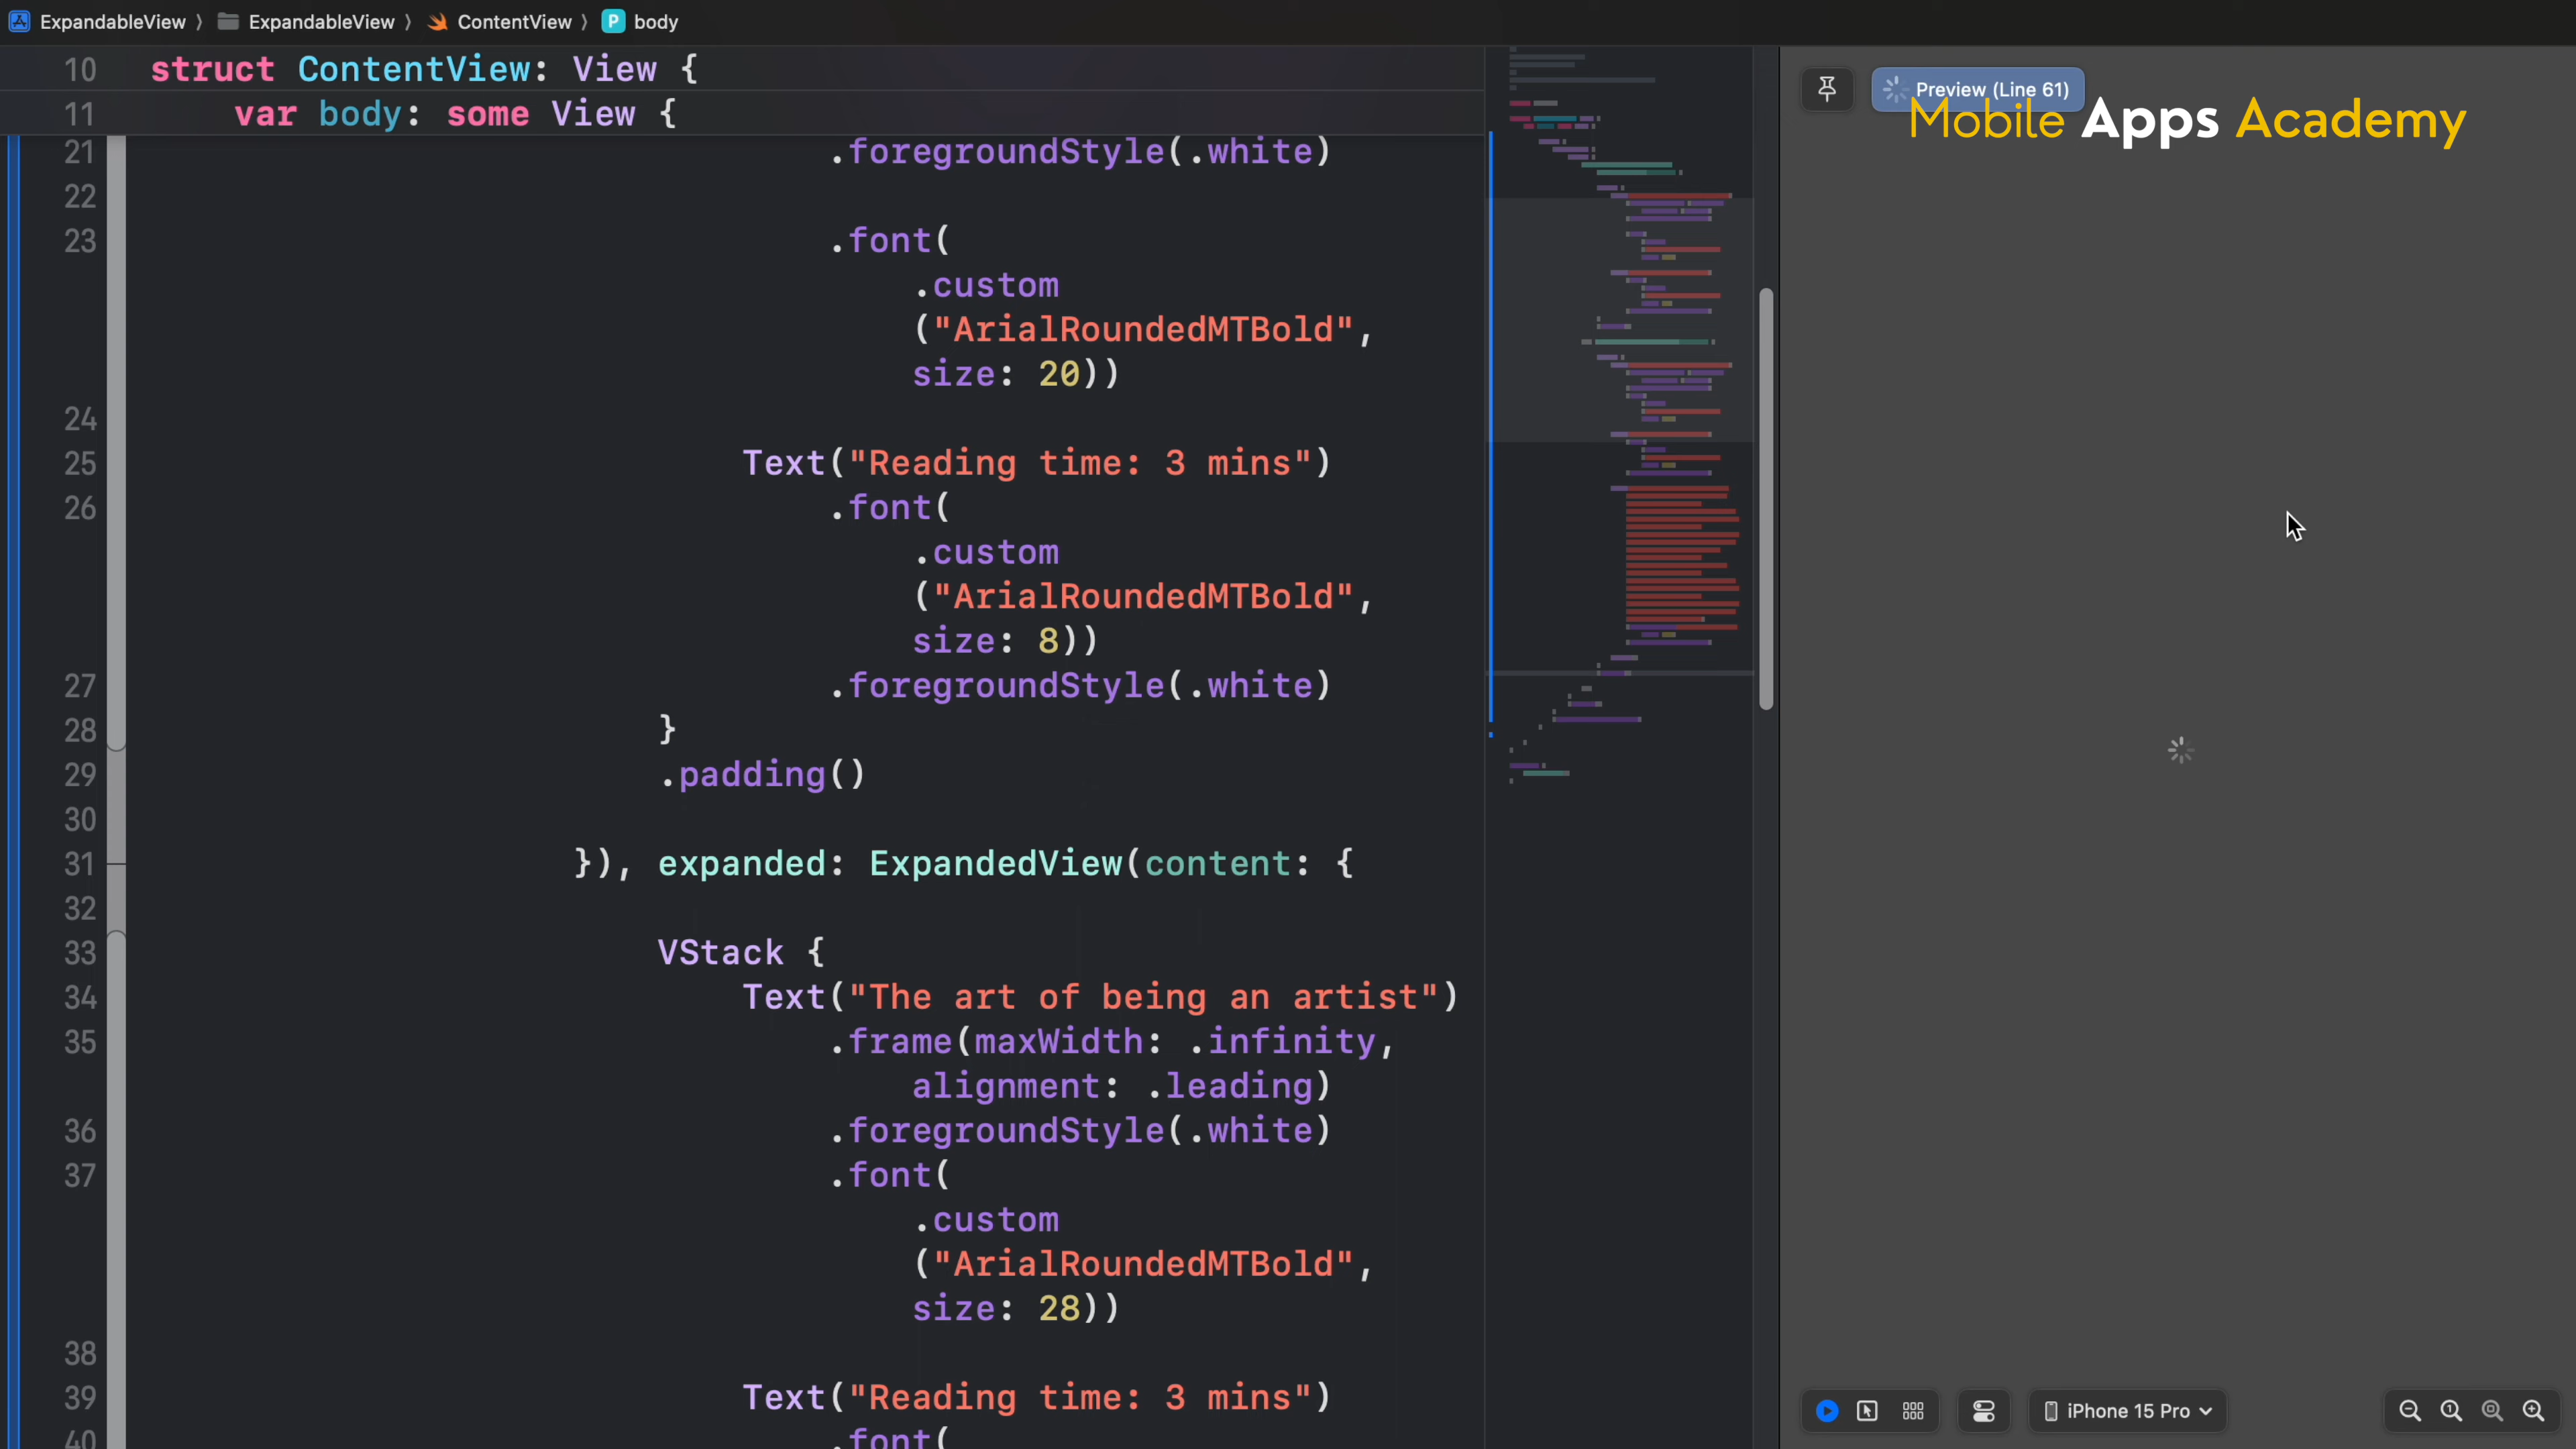 ExpandableView 〉 ExpandableView 〉 ContentView 〉 P body
10 struct ContentView: View {
11 var body: some View {
Preview (Line 61)
Mobile Apps Academy
21 .foregroundStyle(.white)
22
23 .font(
.custom
("ArialRoundedMTBold",
size: 20))
24
25 Text("Reading time: 3 mins")
26 .font(
.custom
("ArialRoundedMTBold",
size: 8))
27 .foregroundStyle(.white)
28 }
29 .padding()
30
31 }), expanded: ExpandedView(content: {
32
33 VStack {
34 Text("The art of being an artist")
35 .frame(maxWidth: .infinity,
alignment: .leading)
36 .foregroundStyle(.white)
37 .font(
.custom
("ArialRoundedMTBold",
size: 28))
38
39 Text("Reading time: 3 mins")
40 .font(
iPhone 15 Pro